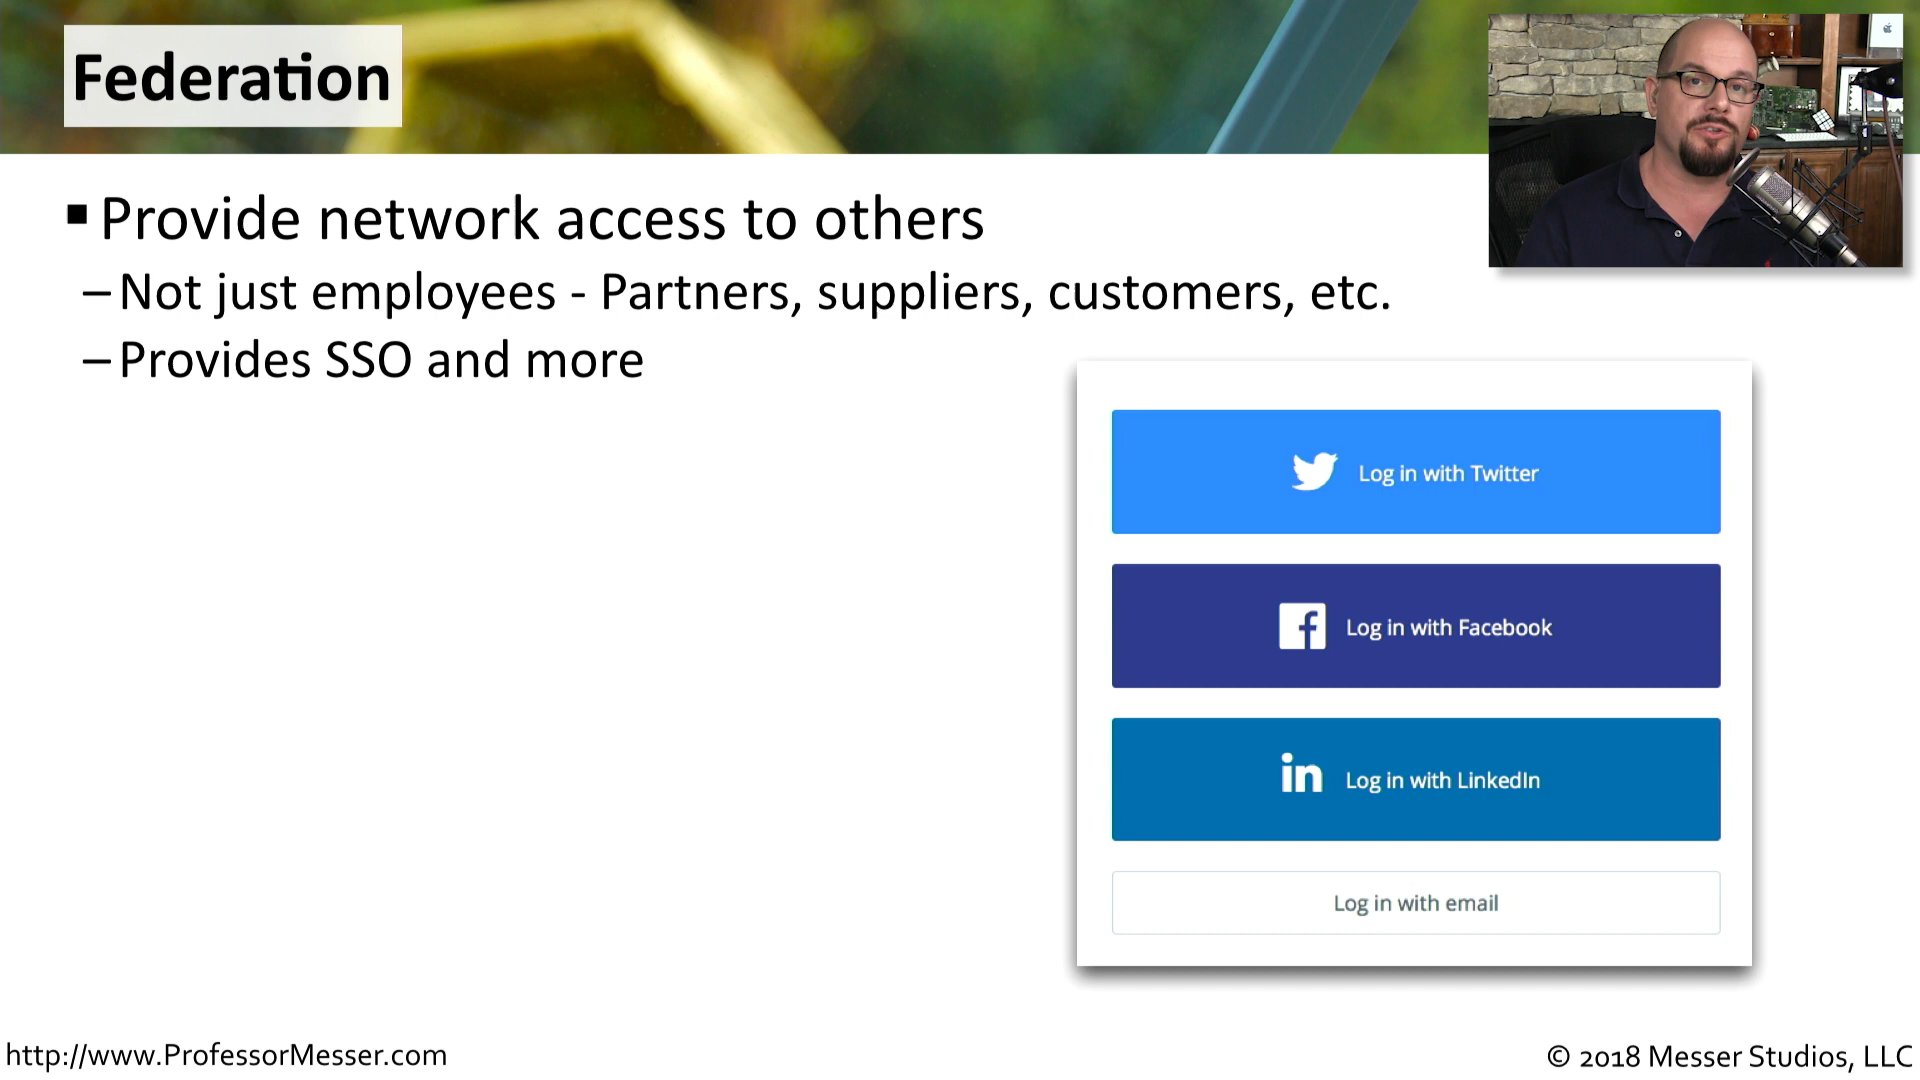 Federation
▪ Provide network access to others
– Not just employees - Partners, suppliers, customers, etc.
– Provides SSO and more
Log in with Twitter
Log in with Facebook
in Log in with LinkedIn
Log in with email
http://www.ProfessorMesser.com
© 2018 Messer Studios, LLC